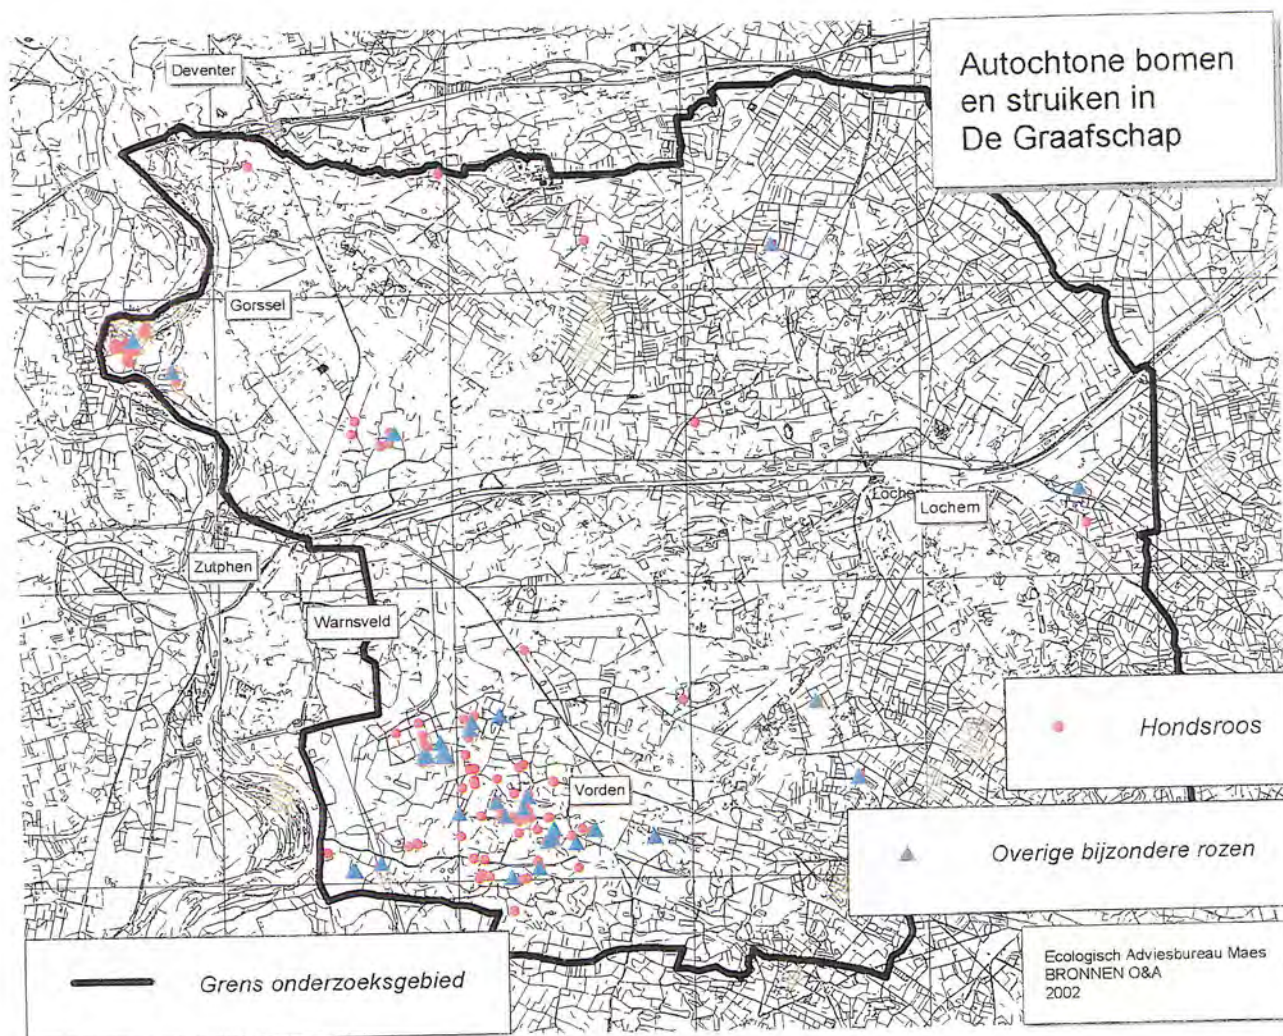 Autochtone bomen
en struiken in
De Graafschap
Deventer
Gorssel
Lochem
Zutphen
Warnsveld
Vorden
Hondsroos
Overige bijzondere rozen
Grens onderzoeksgebied
Ecologisch Adviesbureau Maes
BRONNEN O&A
2002